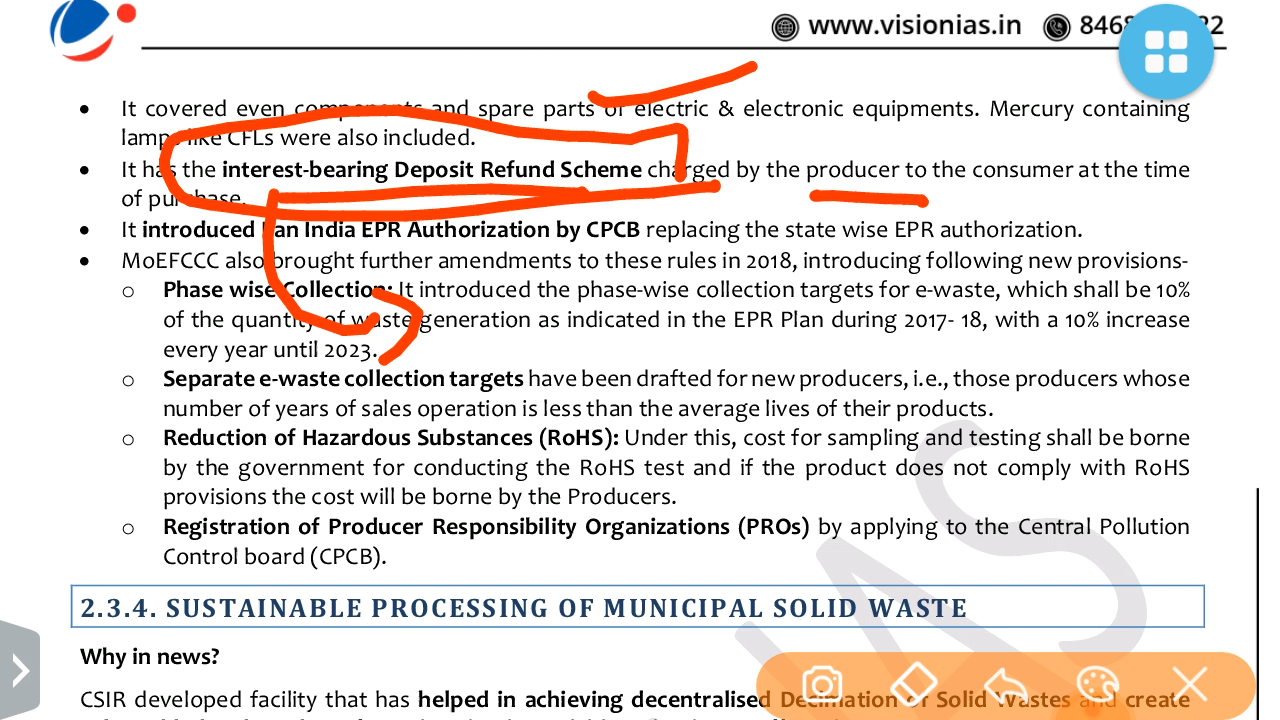 www.visionias.in 846 22
• It covered even components and spare parts of electric & electronic equipments. Mercury containing
lamps like CFLs were also included.
• It has the interest-bearing Deposit Refund Scheme charged by the producer to the consumer at the time
of purchase.
• It introduced Pan India EPR Authorization by CPCB replacing the state wise EPR authorization.
• MoEFCCC also brought further amendments to these rules in 2018, introducing following new provisions-
o Phase wise Collection: It introduced the phase-wise collection targets for e-waste, which shall be 10%
of the quantity of waste generation as indicated in the EPR Plan during 2017- 18, with a 10% increase
every year until 2023.
o Separate e-waste collection targets have been drafted for new producers, i.e., those producers whose
number of years of sales operation is less than the average lives of their products.
o Reduction of Hazardous Substances (RoHS): Under this, cost for sampling and testing shall be borne
by the government for conducting the RoHS test and if the product does not comply with RoHS
provisions the cost will be borne by the Producers.
o Registration of Producer Responsibility Organizations (PROs) by applying to the Central Pollution
Control board (CPCB).
2.3.4. SUSTAINABLE PROCESSING OF MUNICIPAL SOLID WASTE
Why in news?
CSIR developed facility that has helped in achieving decentralised Decimation of Solid Wastes and create
IAS